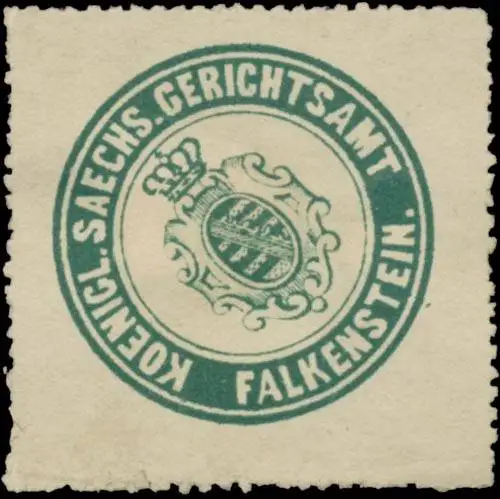 KOENIGL. SAECHS. GERICHTSAMT
FALKENSTEIN.